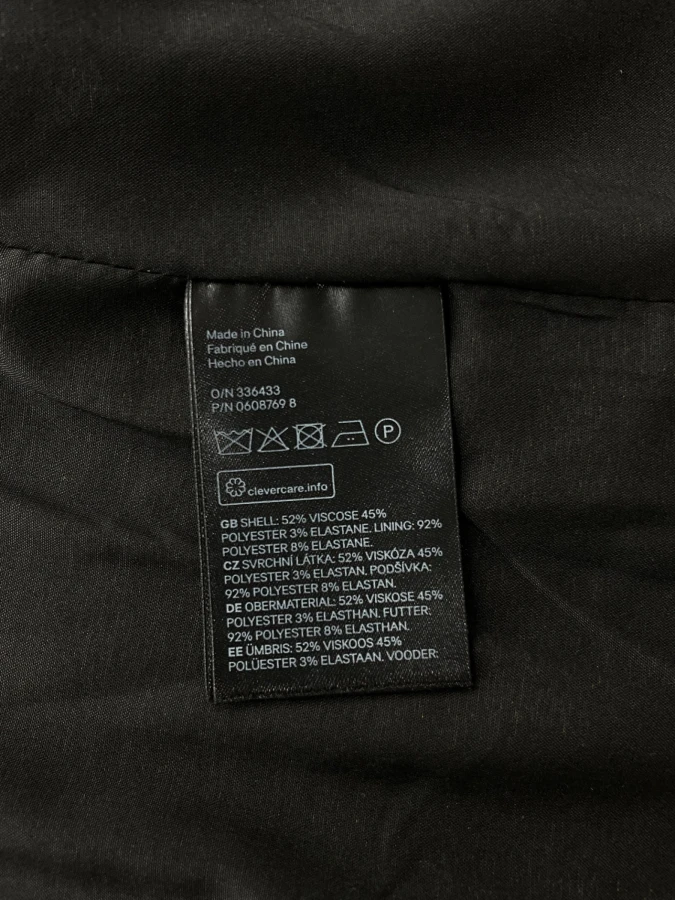 Made in China
Fabriqué en Chine
Hecho en China
O/N 336433
P/N 0608769 8
P
clevercare.info
GB SHELL: 52% VISCOSE 45%
POLYESTER 3% ELASTANE. LINING: 92%
POLYESTER 8% ELASTANE.
CZ SVRCHNÍ LÁTKA: 52% VISKÓZA 45%
POLYESTER 3% ELASTAN. PODŠÍVKA:
92% POLYESTER 8% ELASTAN.
DE OBERMATERIAL: 52% VISKOSE 45%
POLYESTER 3% ELASTHAN. FUTTER:
92% POLYESTER 8% ELASTHAN.
EE ÜMBRIS: 52% VISKOOS 45%
POLÜESTER 3% ELASTAAN. VOODER: